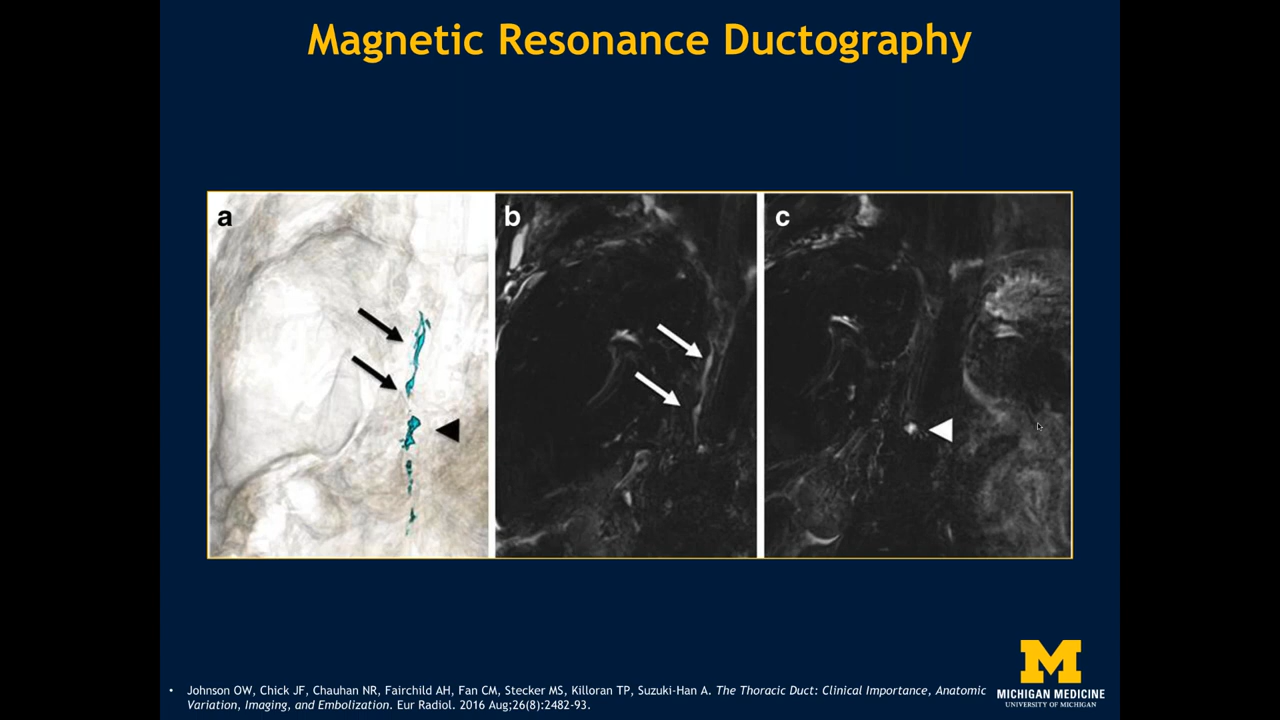 Magnetic Resonance Ductography
a
b
c
• Johnson OW, Chick JF, Chauhan NR, Fairchild AH, Fan CM, Stecker MS, Killoran TP, Suzuki-Han A. The Thoracic Duct: Clinical Importance, Anatomic
Variation, Imaging, and Embolization. Eur Radiol. 2016 Aug;26(8):2482-93.
M
MICHIGAN MEDICINE
UNIVERSITY OF MICHIGAN